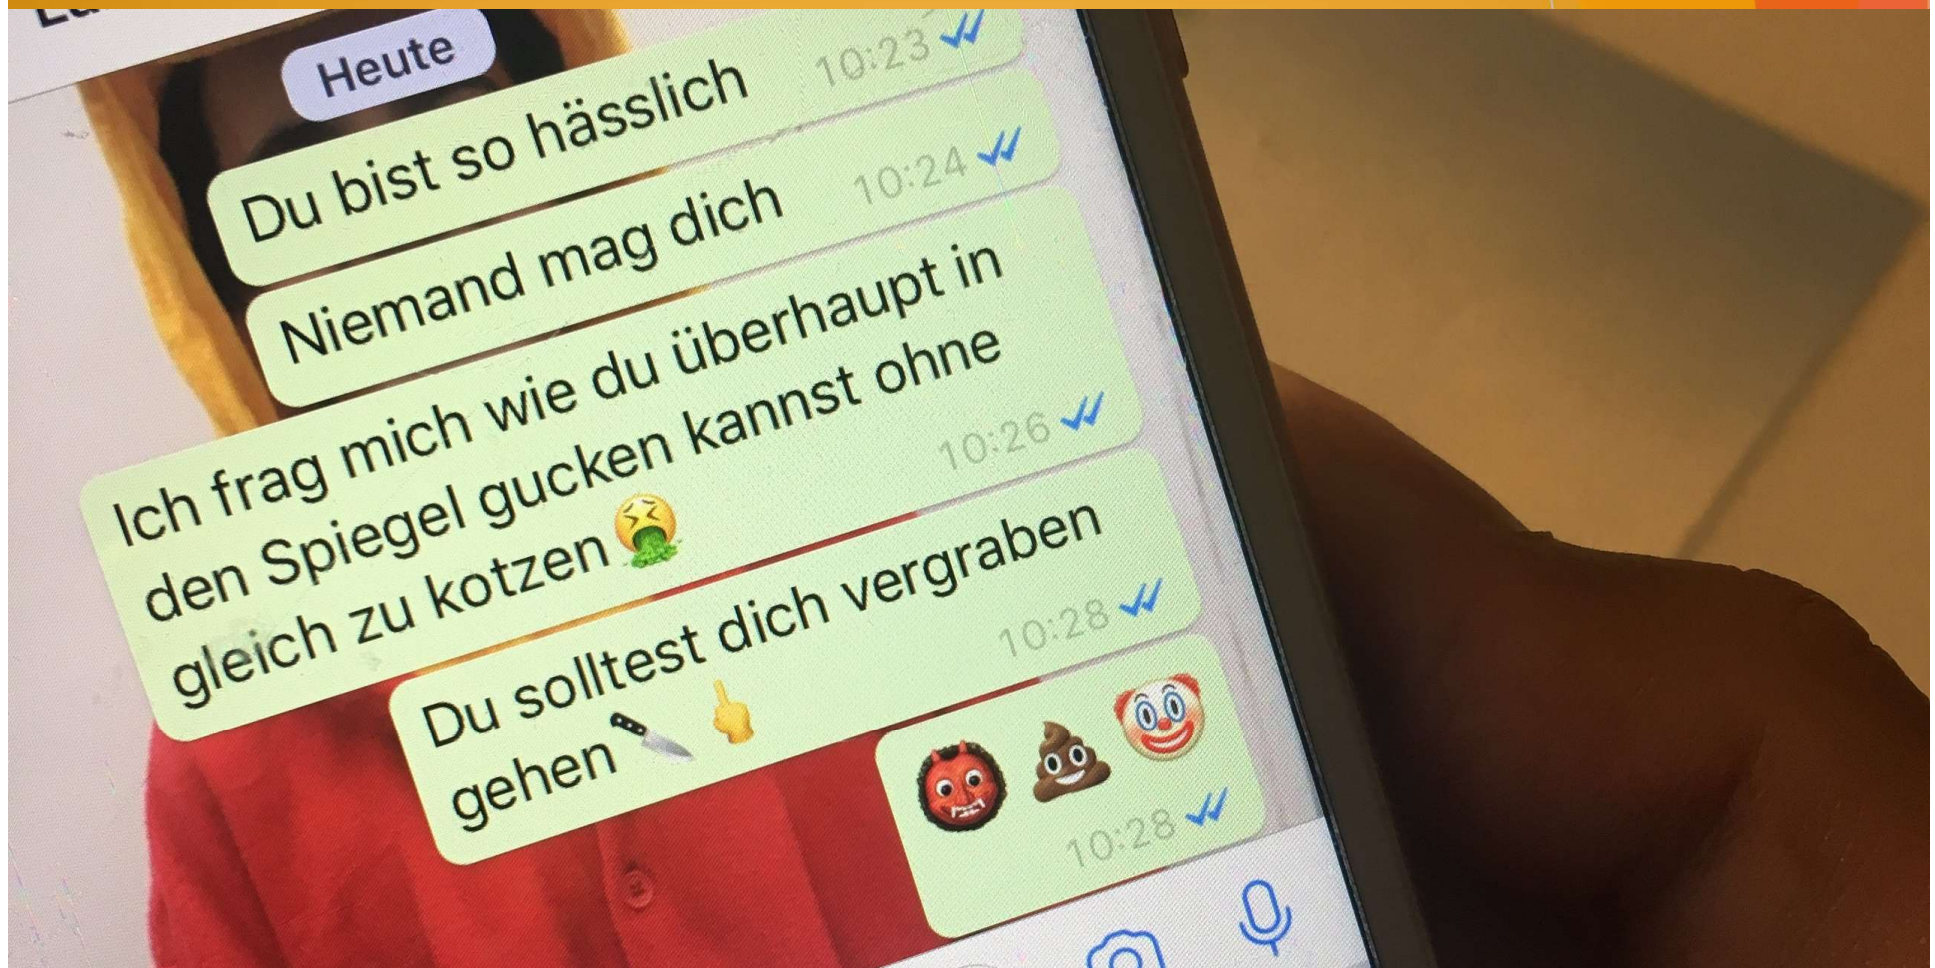 Heute
Du bist so hässlich 10:23
Niemand mag dich 10:24
Ich frag mich wie du überhaupt in
den Spiegel gucken kannst ohne
gleich zu kotzen🤮 10:26
Du solltest dich vergraben
gehen🔪🖕 10:28
👹💩🤡
10:28